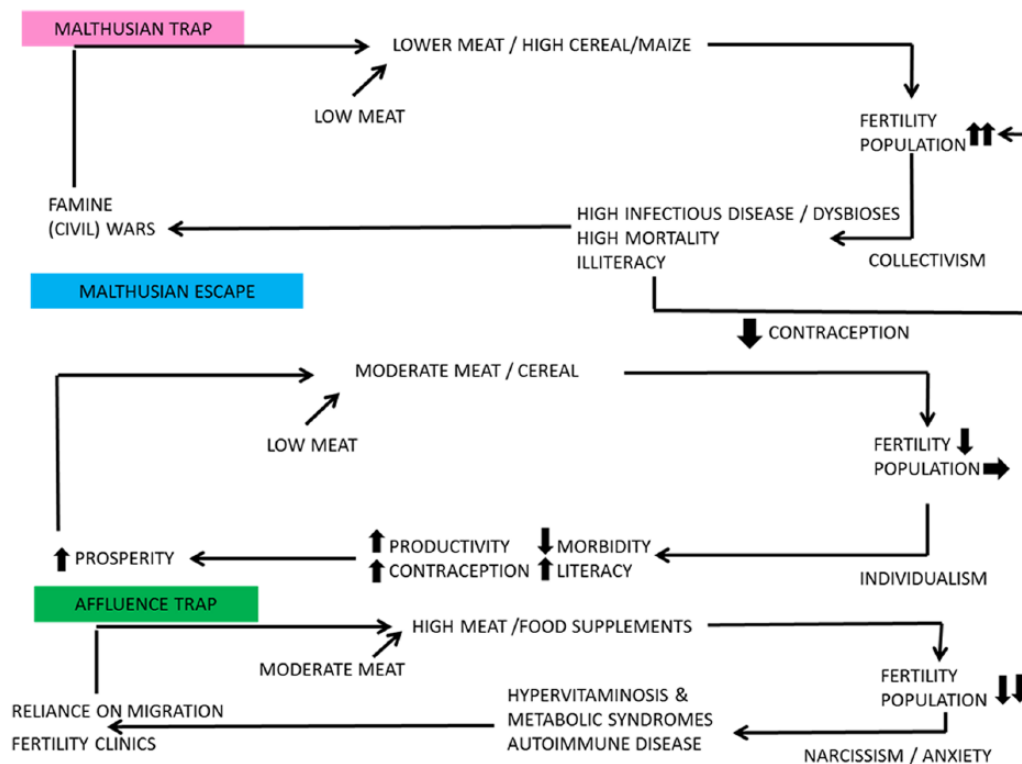 MALTHUSIAN TRAP
LOWER MEAT / HIGH CEREAL/MAIZE
LOW MEAT
FERTILITY
POPULATION
FAMINE
(CIVIL) WARS
HIGH INFECTIOUS DISEASE / DYSBIOSES
HIGH MORTALITY
ILLITERACY
COLLECTIVISM
MALTHUSIAN ESCAPE
CONTRACEPTION
MODERATE MEAT / CEREAL
LOW MEAT
FERTILITY
POPULATION
PROSPERITY
PRODUCTIVITY
CONTRACEPTION
MORBIDITY
LITERACY
INDIVIDUALISM
AFFLUENCE TRAP
HIGH MEAT /FOOD SUPPLEMENTS
MODERATE MEAT
FERTILITY
POPULATION
RELIANCE ON MIGRATION
FERTILITY CLINICS
HYPERVITAMINOSIS &
METABOLIC SYNDROMES
AUTOIMMUNE DISEASE
NARCISSISM / ANXIETY